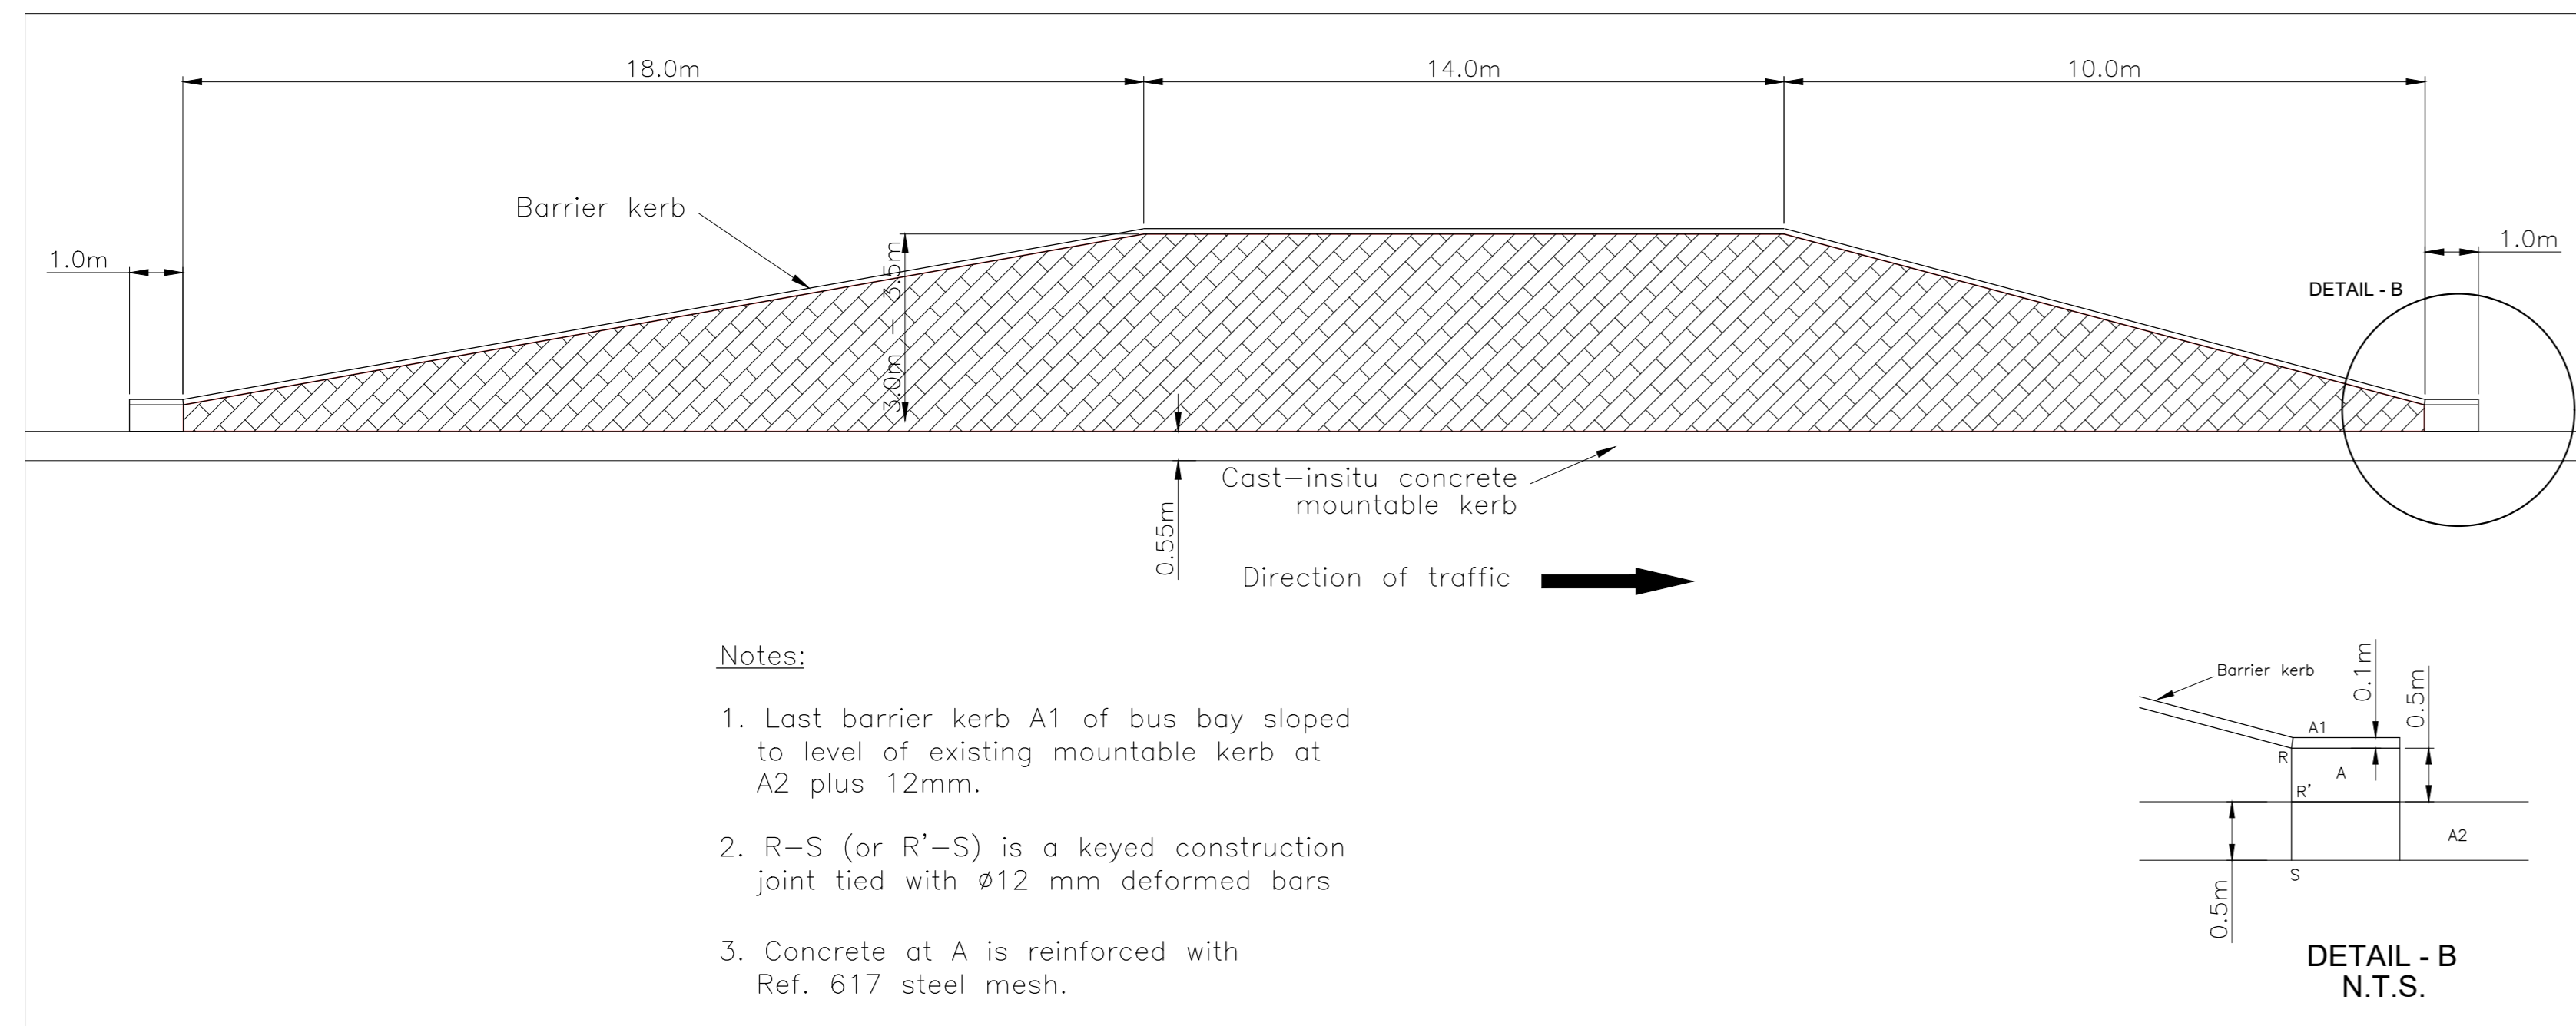 18.0m
14.0m
10.0m
Barrier kerb
1.0m
3.0m - 3.5m
1.0m
DETAIL - B
Cast-insitu concrete
mountable kerb
0.55m
Direction of traffic
Notes:
1. Last barrier kerb A1 of bus bay sloped
to level of existing mountable kerb at
A2 plus 12mm.
2. R-S (or R'-S) is a keyed construction
joint tied with ø12 mm deformed bars
3. Concrete at A is reinforced with
Ref. 617 steel mesh.
Barrier kerb
0.1m
0.5m
A1
R
A
R'
A2
S
0.5m
DETAIL - B
N.T.S.